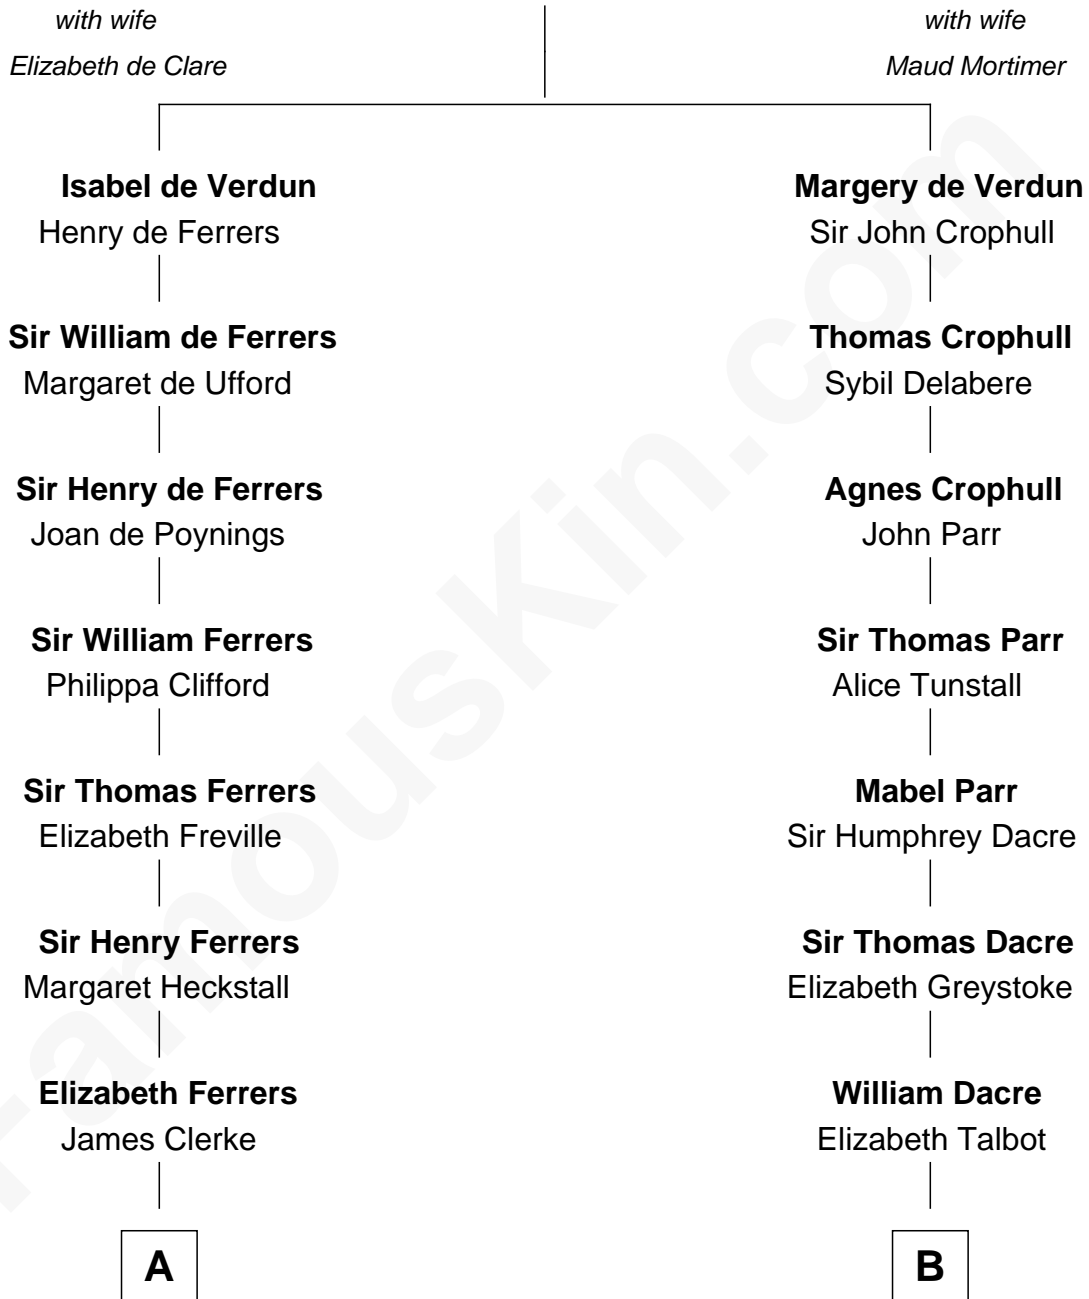 with wife
Elizabeth de Clare
with wife
Maud Mortimer
Isabel de Verdun
Henry de Ferrers
Margery de Verdun
Sir John Crophull
Sir William de Ferrers
Margaret de Ufford
Thomas Crophull
Sybil Delabere
Sir Henry de Ferrers
Joan de Poynings
Agnes Crophull
John Parr
Sir William Ferrers
Philippa Clifford
Sir Thomas Parr
Alice Tunstall
Sir Thomas Ferrers
Elizabeth Freville
Mabel Parr
Sir Humphrey Dacre
Sir Henry Ferrers
Margaret Heckstall
Sir Thomas Dacre
Elizabeth Greystoke
Elizabeth Ferrers
James Clerke
William Dacre
Elizabeth Talbot
A
B
FamousKin.com